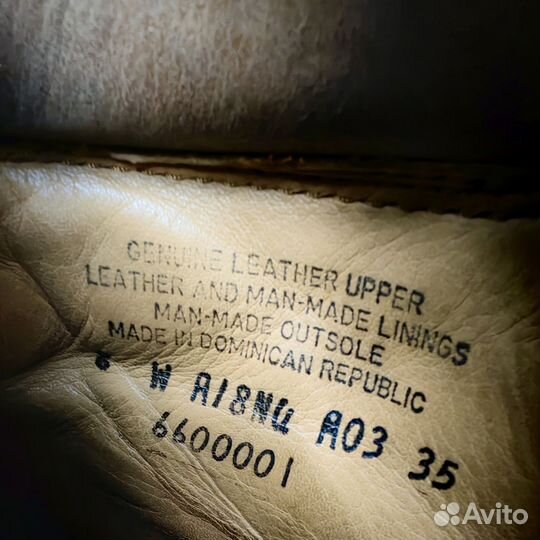 GENUINE LEATHER UPPER
LEATHER AND MAN-MADE LININGS
MAN-MADE OUTSOLE
MADE IN DOMINICAN REPUBLIC
W A18NG A03 35
6600001
Avito